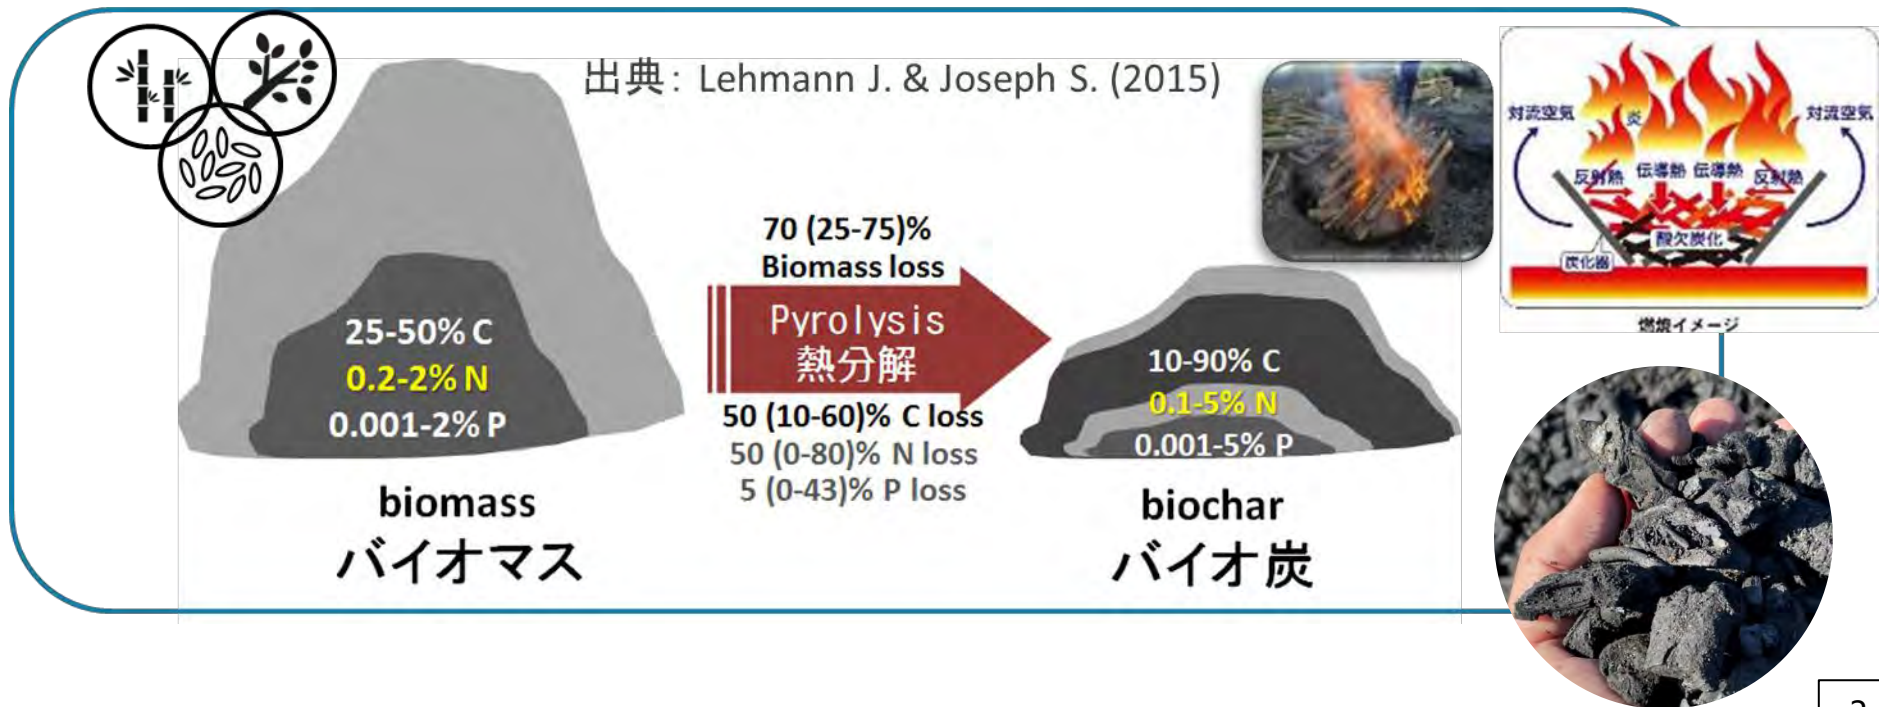 出典: Lehmann J. & Joseph S. (2015)
25-50% C
0.2-2% N
0.001-2% P
biomass
バイオマス
70 (25-75)%
Biomass loss
Pyrolysis
熱分解
50 (10-60)% C loss
50 (0-80)% N loss
5 (0-43)% P loss
10-90% C
0.1-5% N
0.001-5% P
biochar
バイオ炭
対流空気
炎
対流空気
反射熱 伝導熱 伝導熱 反射熱
酸欠炭化
炭化器
燃焼イメージ